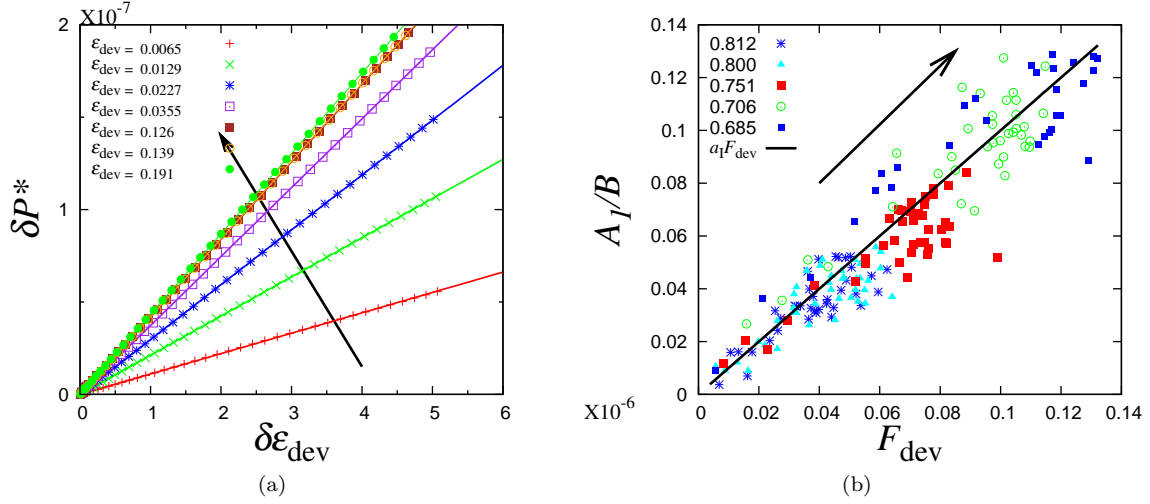 X10⁻⁷
2
1
0
δP*
ε_dev = 0.0065
ε_dev = 0.0129
ε_dev = 0.0227
ε_dev = 0.0355
ε_dev = 0.126
ε_dev = 0.139
ε_dev = 0.191
0 1 2 3 4 5 6
X10⁻⁶
δε_dev
(a)
0.14
0.12
0.1
0.08
0.06
0.04
0.02
0
A₁/B
0.812
0.800
0.751
0.706
0.685
a₁F_dev
0 0.02 0.04 0.06 0.08 0.1 0.12 0.14
F_dev
(b)